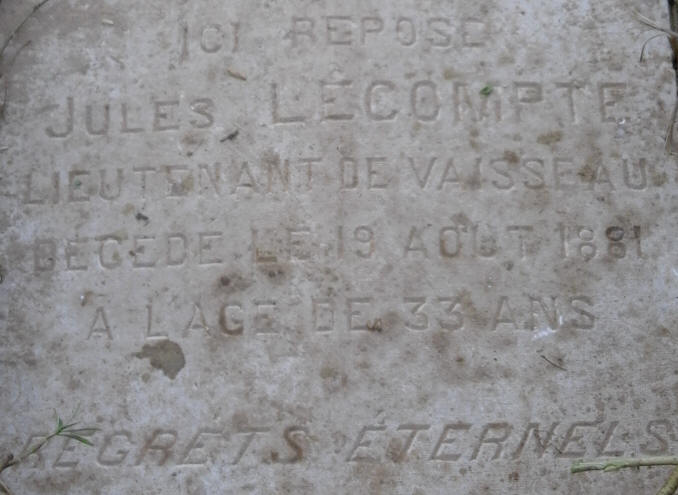 ICI REPOSE
JULES LECOMPTE
LIEUTENANT DE VAISSEAU
DÉCÉDÉ LE 19 AOUT 1881
A L'AGE DE 33 ANS
REGRETS ÉTERNELS